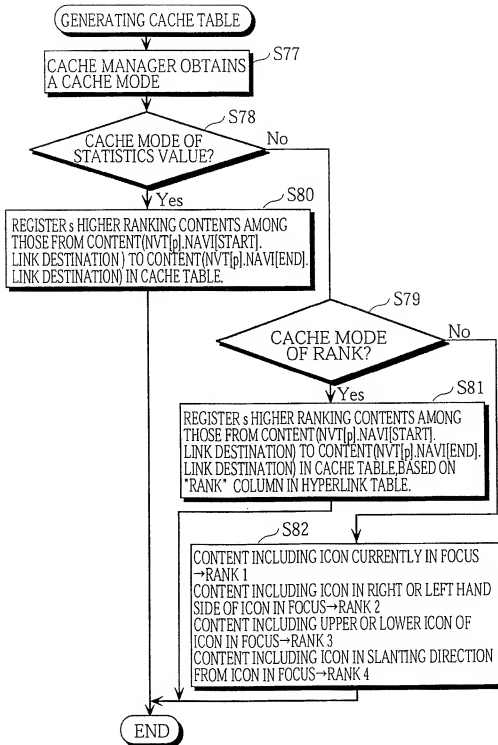 GENERATING CACHE TABLE
S77
CACHE MANAGER OBTAINS
A CACHE MODE
S78
CACHE MODE OF
STATISTICS VALUE?
No
Yes
S80
REGISTER s HIGHER RANKING CONTENTS AMONG
THOSE FROM CONTENT(NVT[p].NAVI[START].
LINK DESTINATION ) TO CONTENT(NVT[p].NAVI[END].
LINK DESTINATION) IN CACHE TABLE.
S79
CACHE MODE
OF RANK?
No
Yes
S81
REGISTER s HIGHER RANKING CONTENTS AMONG
THOSE FROM CONTENT(NVT[p].NAVI[START].
LINK DESTINATION) TO CONTENT(NVT[p].NAVI[END].
LINK DESTINATION) IN CACHE TABLE,BASED ON
"RANK" COLUMN IN HYPERLINK TABLE.
S82
CONTENT INCLUDING ICON CURRENTLY IN FOCUS
→RANK 1
CONTENT INCLUDING ICON IN RIGHT OR LEFT HAND
SIDE OF ICON IN FOCUS→RANK 2
CONTENT INCLUDING UPPER OR LOWER ICON OF
ICON IN FOCUS→RANK 3
CONTENT INCLUDING ICON IN SLANTING DIRECTION
FROM ICON IN FOCUS→RANK 4
END